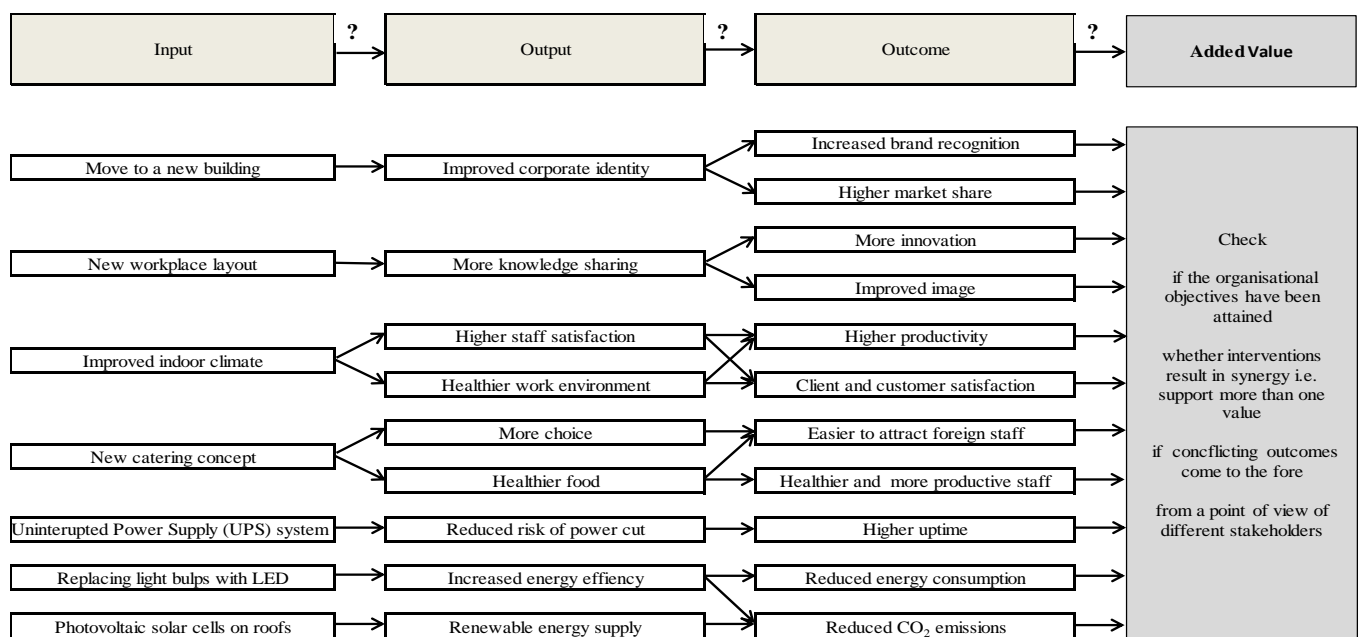 ? ? ?
Input Output Outcome Added Value
Increased brand recognition
Move to a new building Improved corporate identity
Higher market share
More innovation
New workplace layout More knowledge sharing
Improved image
Higher staff satisfaction Higher productivity
Improved indoor climate
Healthier work environment Client and customer satisfaction
More choice Easier to attract foreign staff
New catering concept
Healthier food Healthier and more productive staff
Uninterupted Power Supply (UPS) system Reduced risk of power cut Higher uptime
Replacing light bulps with LED Increased energy effiency Reduced energy consumption
Photovoltaic solar cells on roofs Renewable energy supply Reduced CO₂ emissions
Check
if the organisational
objectives have been
attained
whether interventions
result in synergy i.e.
support more than one
value
if concflicting outcomes
come to the fore
from a point of view of
different stakeholders